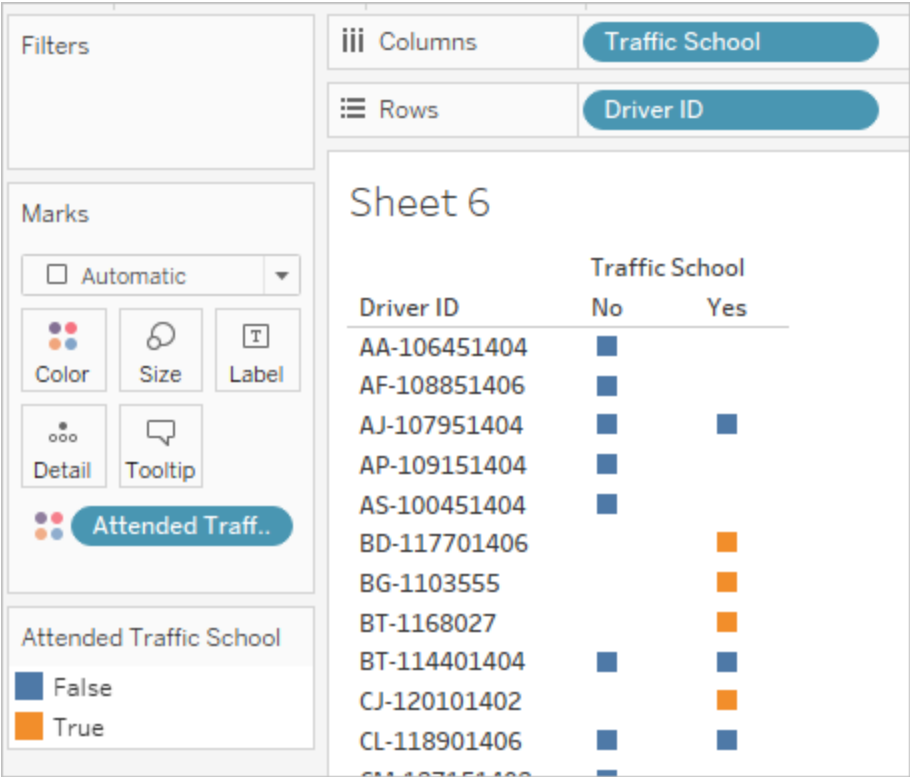 Filters
Columns
Traffic School
Rows
Driver ID
Marks
Automatic
Color
Size
Label
Detail
Tooltip
Attended Traff..
Attended Traffic School
False
True
Sheet 6
Traffic School
Driver ID No Yes
AA-106451404
AF-108851406
AJ-107951404
AP-109151404
AS-100451404
BD-117701406
BG-1103555
BT-1168027
BT-114401404
CJ-120101402
CL-118901406